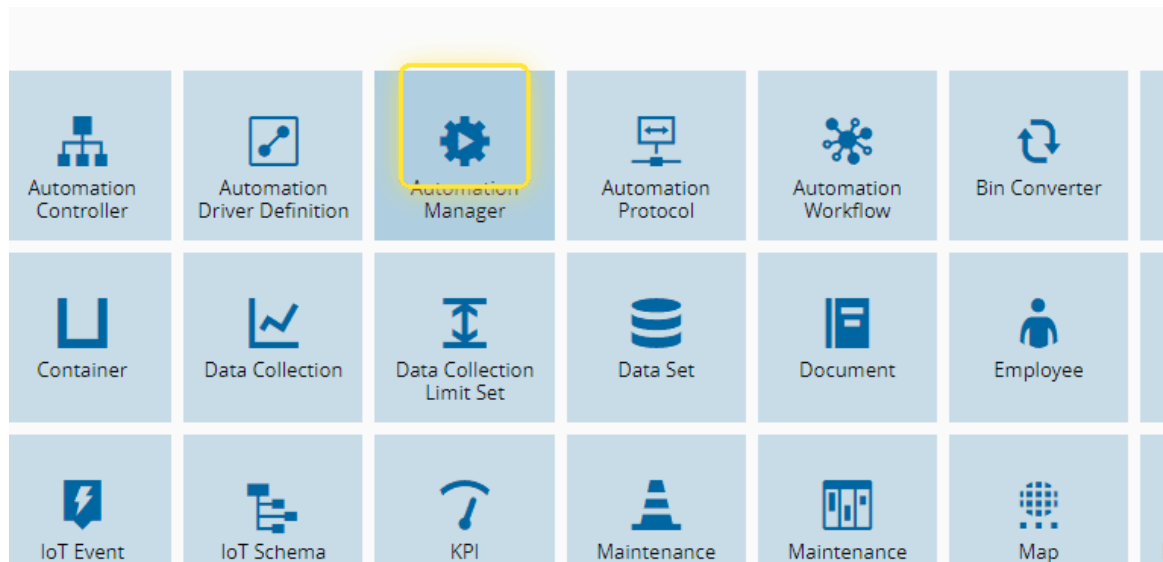 Automation
Controller
Automation
Driver Definition
Automation
Manager
Automation
Protocol
Automation
Workflow
Bin Converter
Container
Data Collection
Data Collection
Limit Set
Data Set
Document
Employee
IoT Event
IoT Schema
KPI
Maintenance
Maintenance
Map